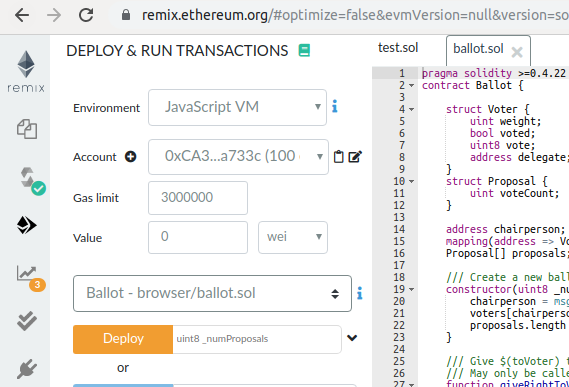 remix.ethereum.org/#optimize=false&evmVersion=null&version=so
remix
DEPLOY & RUN TRANSACTIONS
Environment
JavaScript VM
Account
0xCA3...a733c (100
Gas limit
3000000
Value
0
wei
Ballot - browser/ballot.sol
Deploy
uint8 _numProposals
or
3
test.sol
ballot.sol
1 pragma solidity >=0.4.22
2 contract Ballot {
3
4 struct Voter {
5 uint weight;
6 bool voted;
7 uint8 vote;
8 address delegate;
9 }
10 struct Proposal {
11 uint voteCount;
12 }
13
14 address chairperson;
15 mapping(address => Vo
16 Proposal[] proposals;
17
18 /// Create a new ball
19 constructor(uint8 _nu
20 chairperson = msg
21 voters[chairperso
22 proposals.length
23 }
24
25 /// Give $(toVoter) t
26 /// May only be calle
27 function giveRightToV